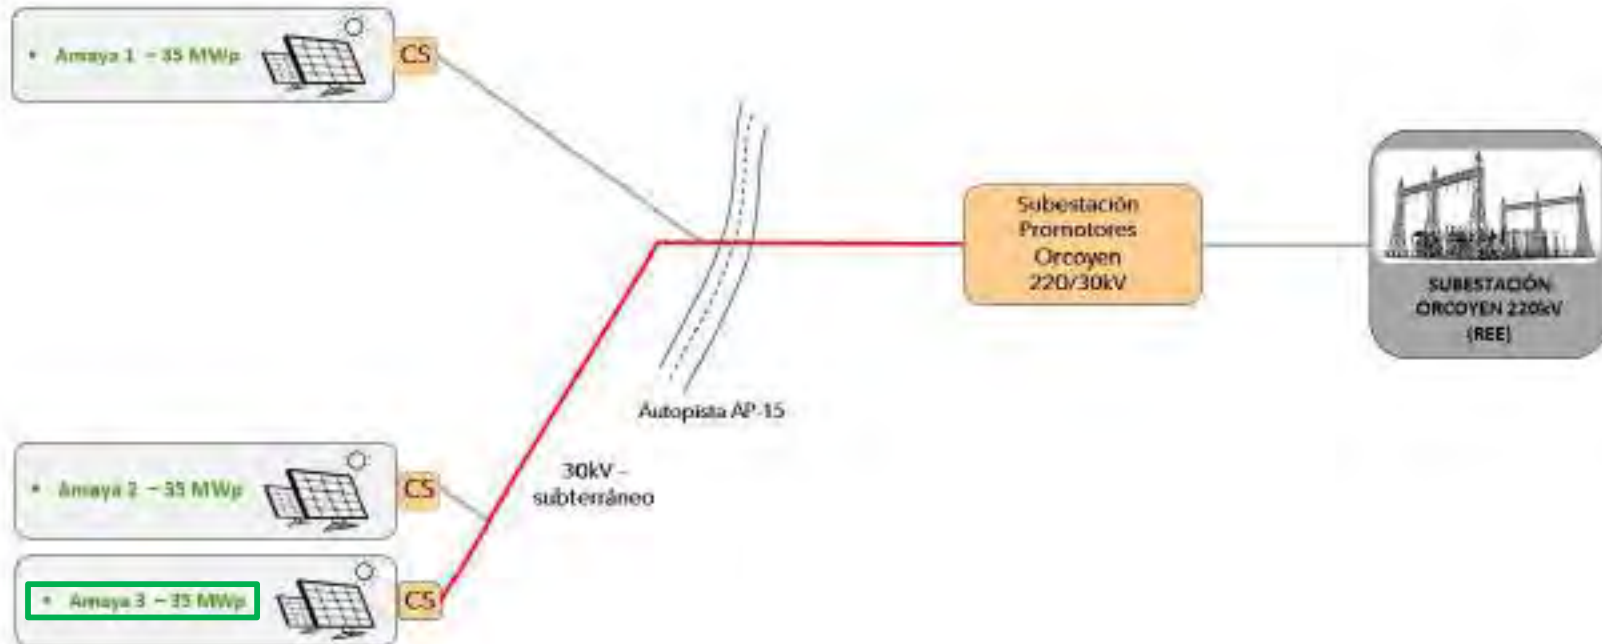 • Amaya 1 – 35 MWp
CS
Subestación
Promotores
Orcoyen
220/30kV
SUBESTACIÓN
ORCOYEN 220kV
(REE)
Autopista AP-15
30kV –
subterráneo
• Amaya 2 – 35 MWp
CS
• Amaya 3 – 35 MWp
CS